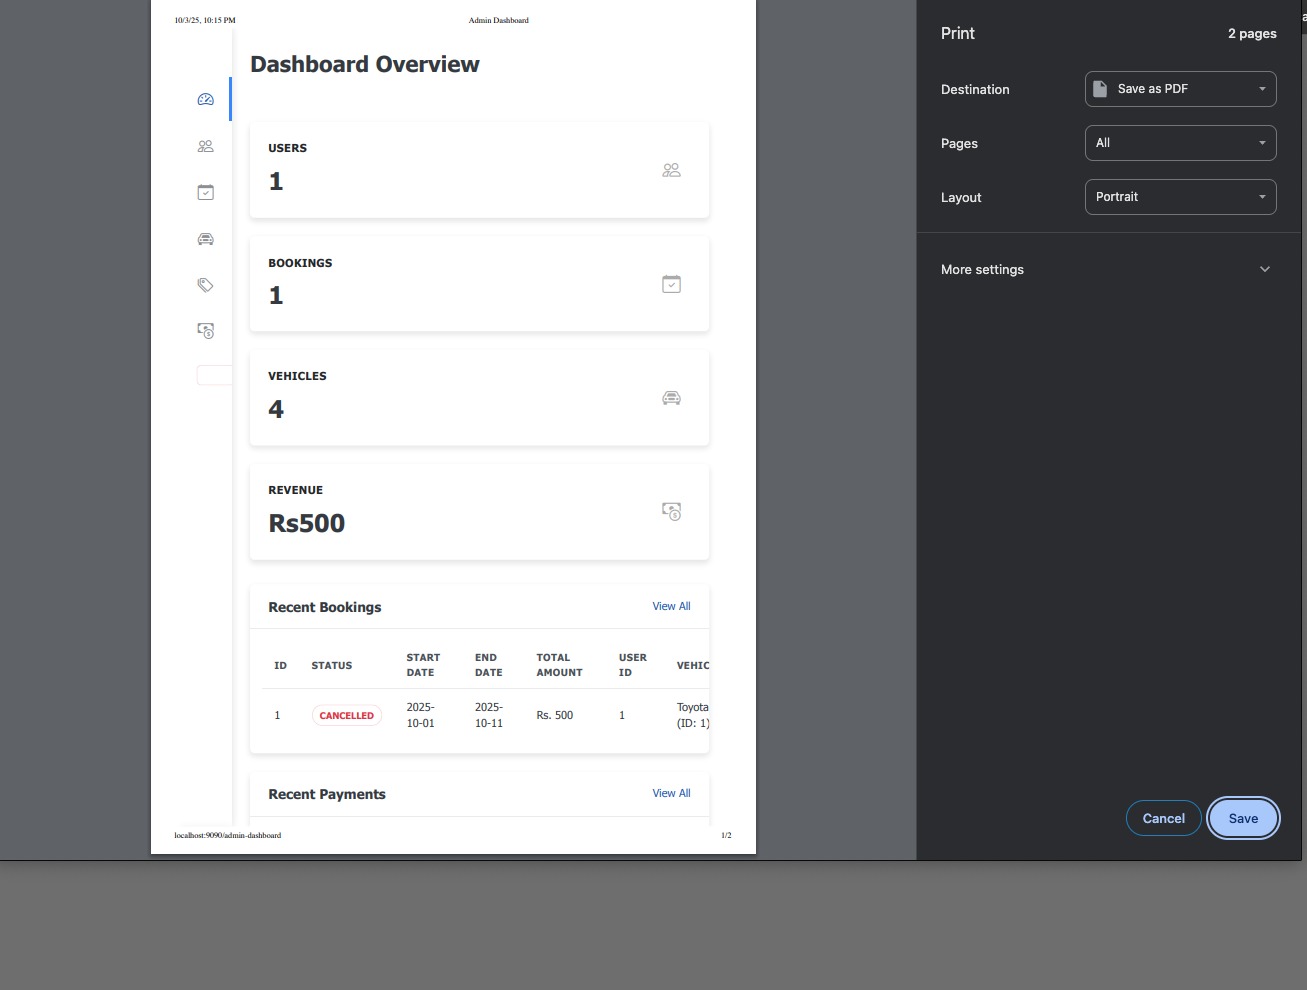 10/3/25, 10:15 PM
Admin Dashboard
Dashboard Overview
USERS
1
BOOKINGS
1
VEHICLES
4
REVENUE
Rs500
Recent Bookings
View All
ID STATUS START DATE END DATE TOTAL AMOUNT USER ID VEHIC
1 CANCELLED 2025-10-01 2025-10-11 Rs. 500 1 Toyota (ID: 1)
Recent Payments
View All
localhost:9090/admin-dashboard
1/2
Print
2 pages
Destination
Save as PDF
Pages
All
Layout
Portrait
More settings
Cancel
Save